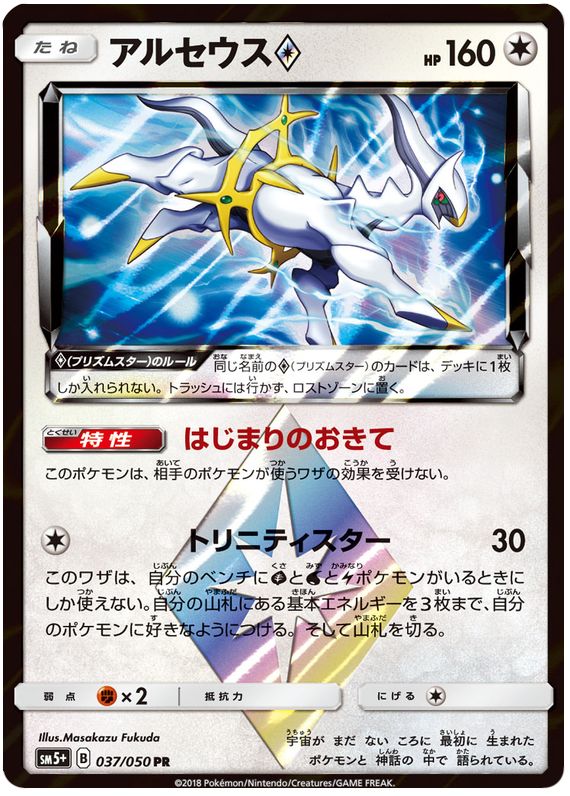 たね アルセウス◇ HP 160
◇(プリズムスター)のルール 同じ名前の◇(プリズムスター)のカードは、デッキに1枚
しか入れられない。トラッシュには行かず、ロストゾーンに置く。
とくせい
特性 はじまりのおきて
このポケモンは、相手のポケモンが使うワザの効果を受けない。
トリニティスター 30
このワザは、自分のベンチにとととポケモンがいるときに
しか使えない。自分の山札にある基本エネルギーを3枚まで、自分
のポケモンに好きなようにつける。そして山札を切る。
弱点 ×2 抵抗力 にげる
Illus.Masakazu Fukuda
SM5+ B 037/050 PR
宇宙が まだ ない ころに 最初に 生まれた
ポケモンと 神話の 中で 語られている。
©2018 Pokémon/Nintendo/Creatures/GAME FREAK.